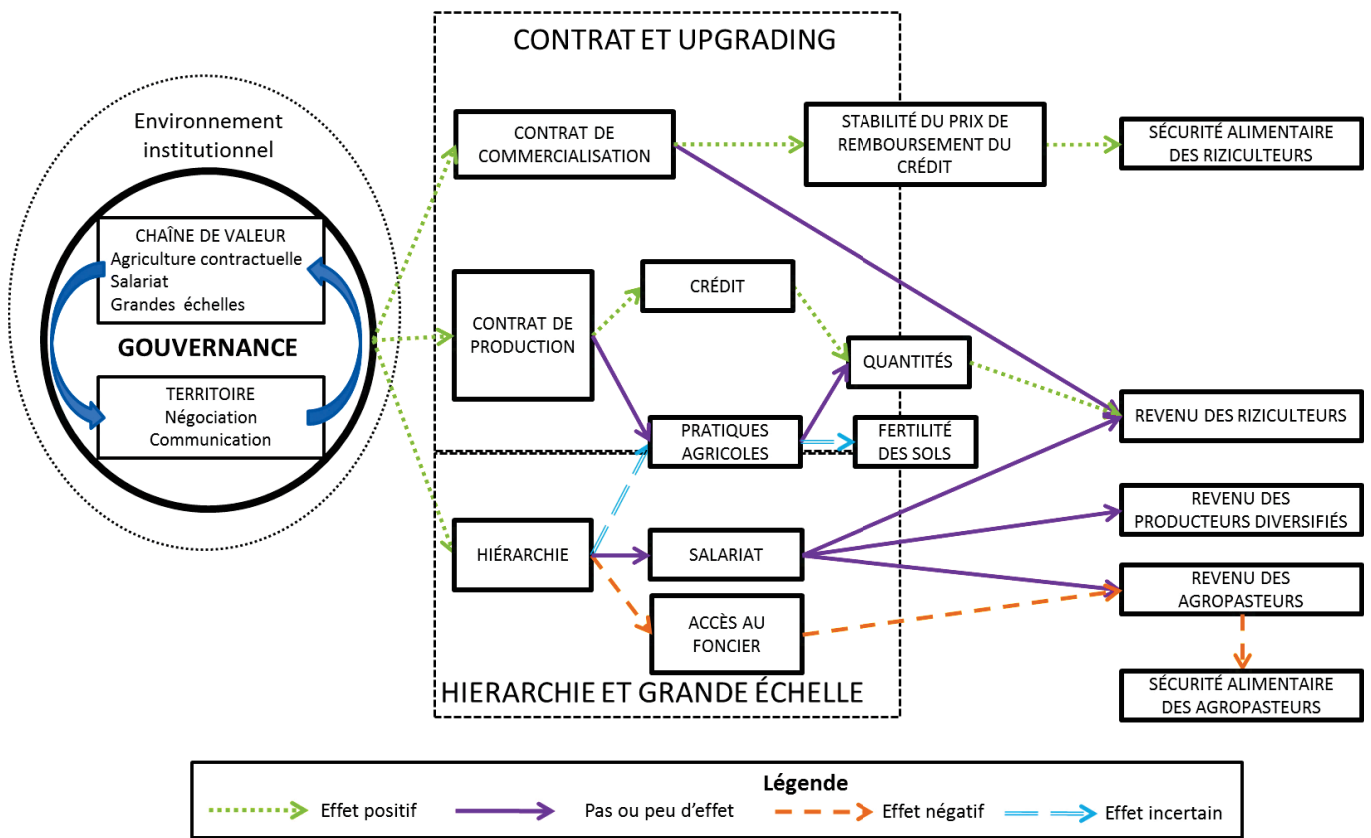 CONTRAT ET UPGRADING
Environnement
institutionnel
CHAÎNE DE VALEUR
Agriculture contractuelle
Salariat
Grandes échelles
GOUVERNANCE
TERRITOIRE
Négociation
Communication
CONTRAT DE
COMMERCIALISATION
STABILITÉ DU PRIX DE
REMBOURSEMENT DU
CRÉDIT
SÉCURITÉ ALIMENTAIRE
DES RIZICULTEURS
CONTRAT DE
PRODUCTION
CRÉDIT
QUANTITÉS
PRATIQUES
AGRICOLES
FERTILITÉ
DES SOLS
REVENU DES RIZICULTEURS
HIÉRARCHIE
SALARIAT
REVENU DES
PRODUCTEURS DIVERSIFIÉS
ACCÈS AU
FONCIER
REVENU DES
AGROPASTEURS
HIERARCHIE ET GRANDE ÉCHELLE
SÉCURITÉ ALIMENTAIRE
DES AGROPASTEURS
Légende
Effet positif
Pas ou peu d'effet
Effet négatif
Effet incertain